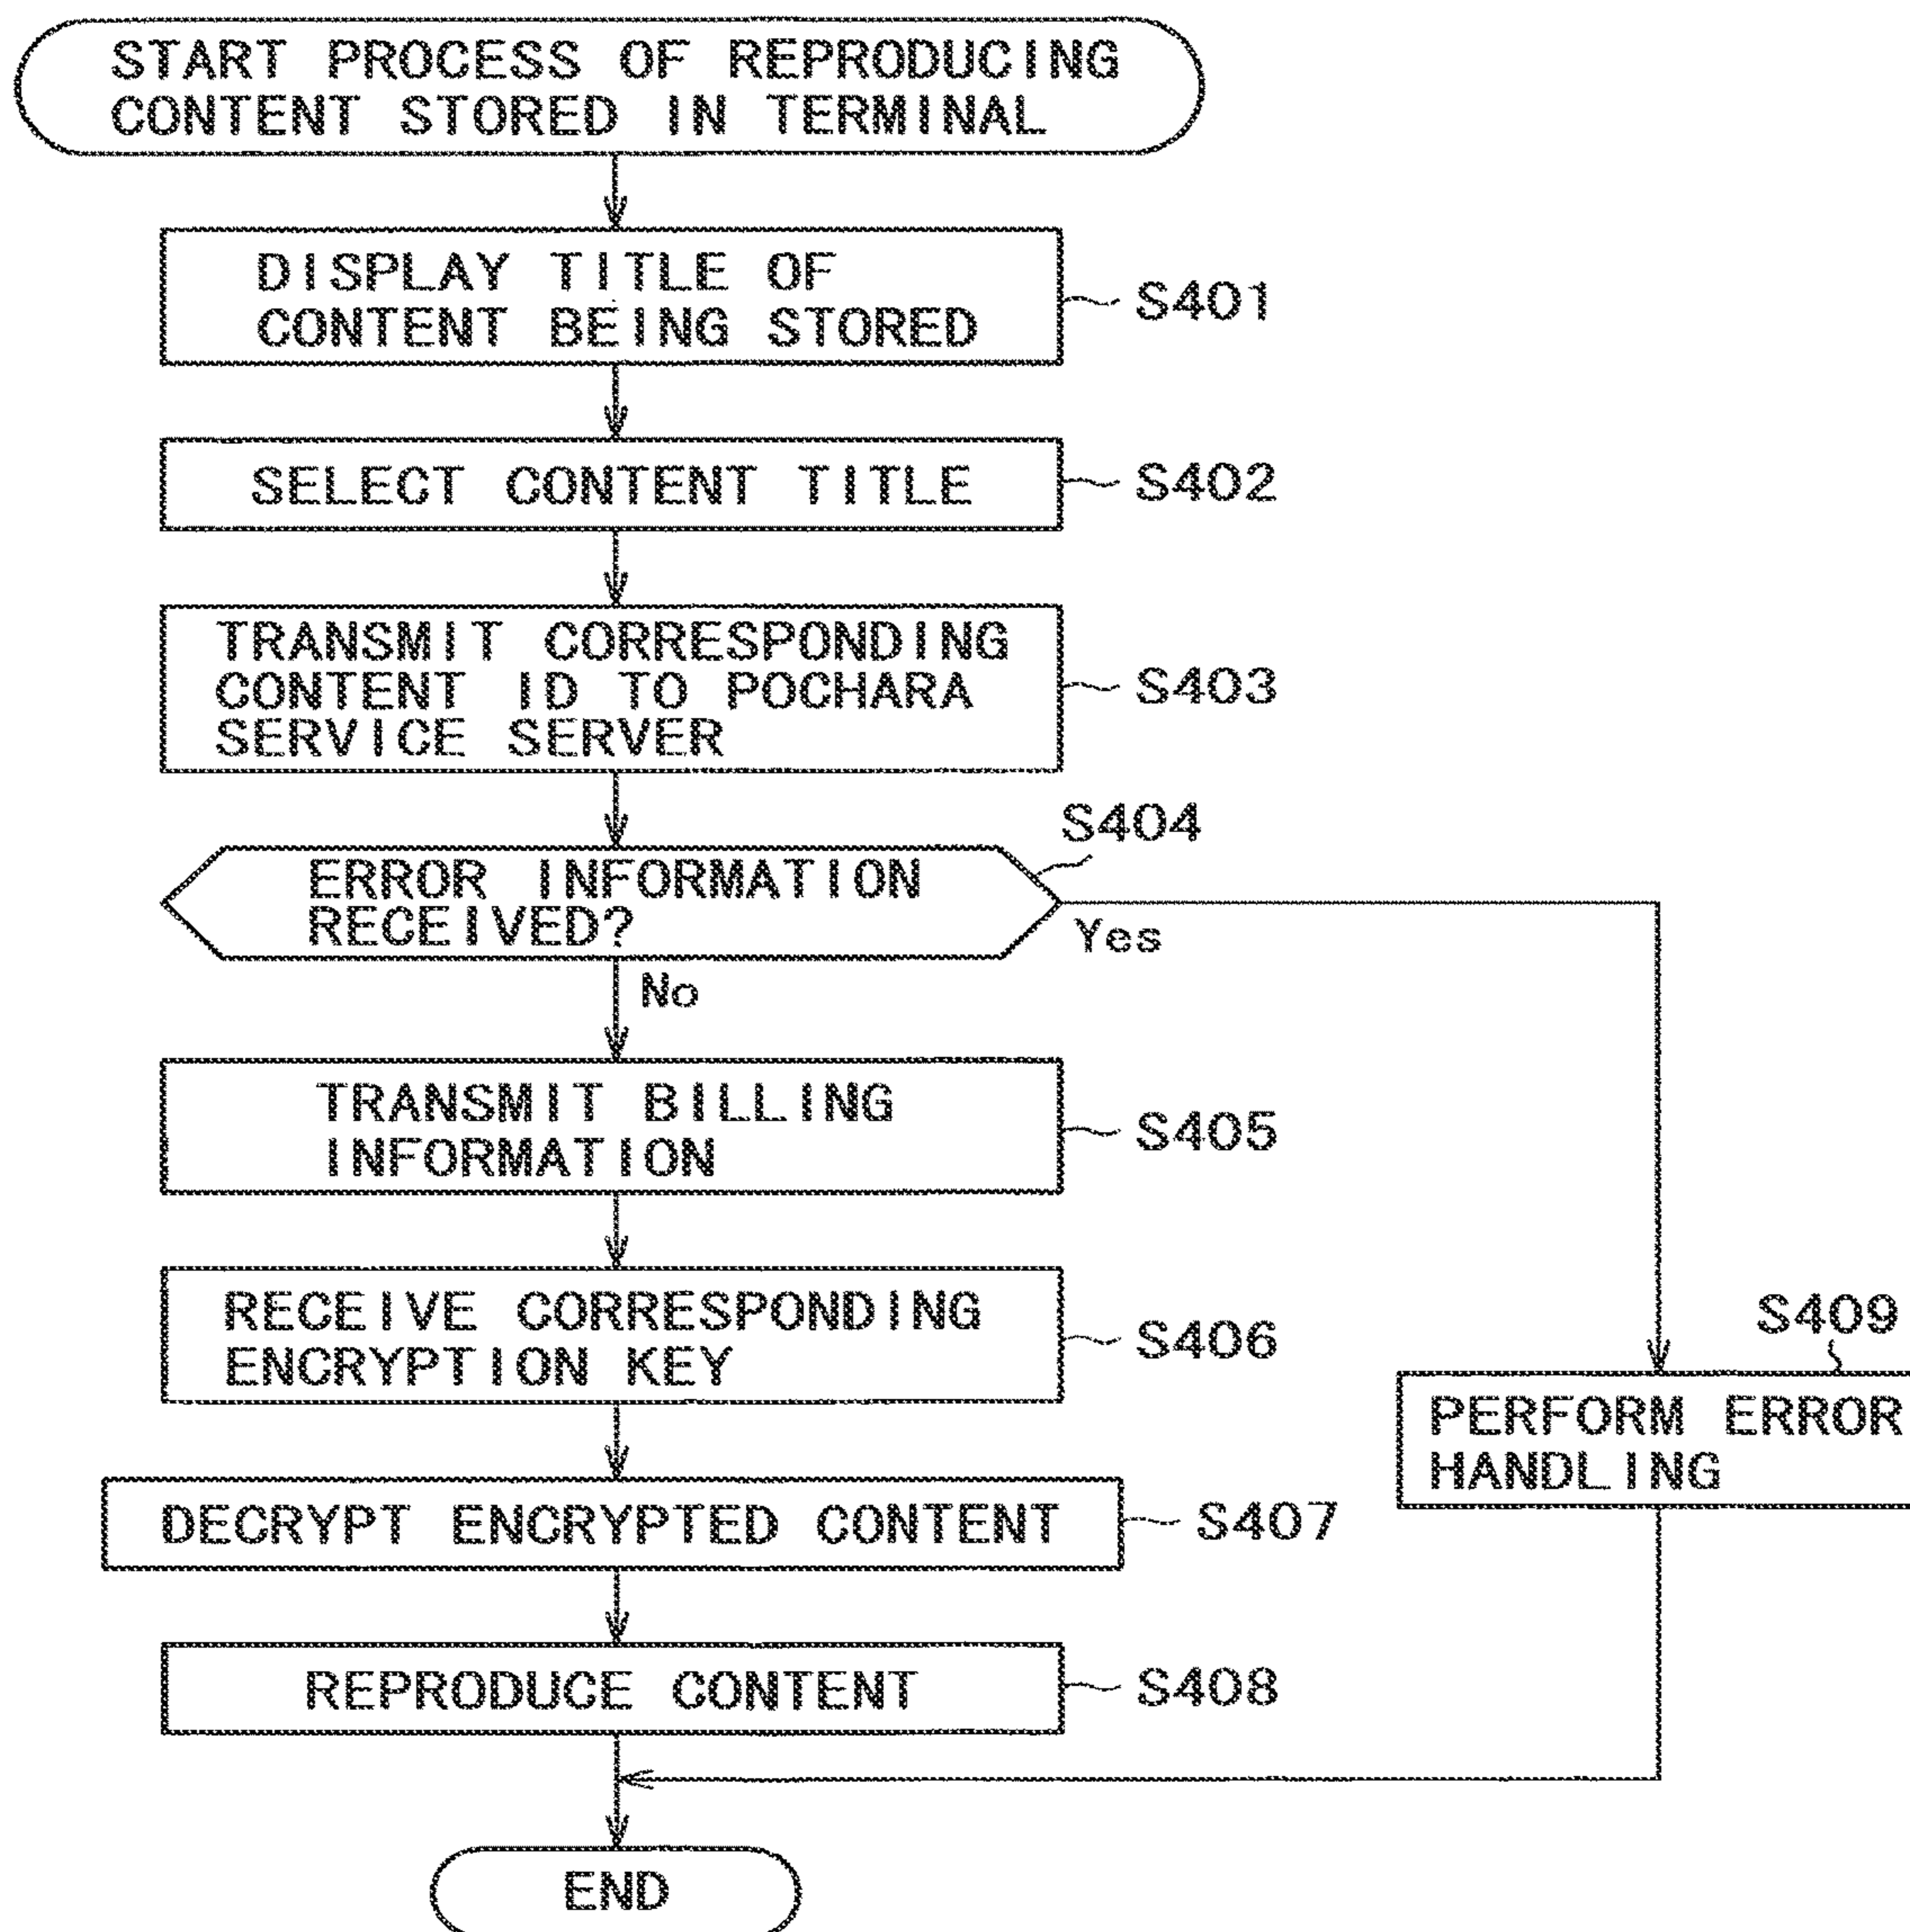 START PROCESS OF REPRODUCING
CONTENT STORED IN TERMINAL
DISPLAY TITLE OF
CONTENT BEING STORED
S401
SELECT CONTENT TITLE
S402
TRANSMIT CORRESPONDING
CONTENT ID TO POCHARA
SERVICE SERVER
S403
S404
ERROR INFORMATION
RECEIVED?
Yes
No
TRANSMIT BILLING
INFORMATION
S405
RECEIVE CORRESPONDING
ENCRYPTION KEY
S406
S409
PERFORM ERROR
HANDLING
DECRYPT ENCRYPTED CONTENT
S407
REPRODUCE CONTENT
S408
END